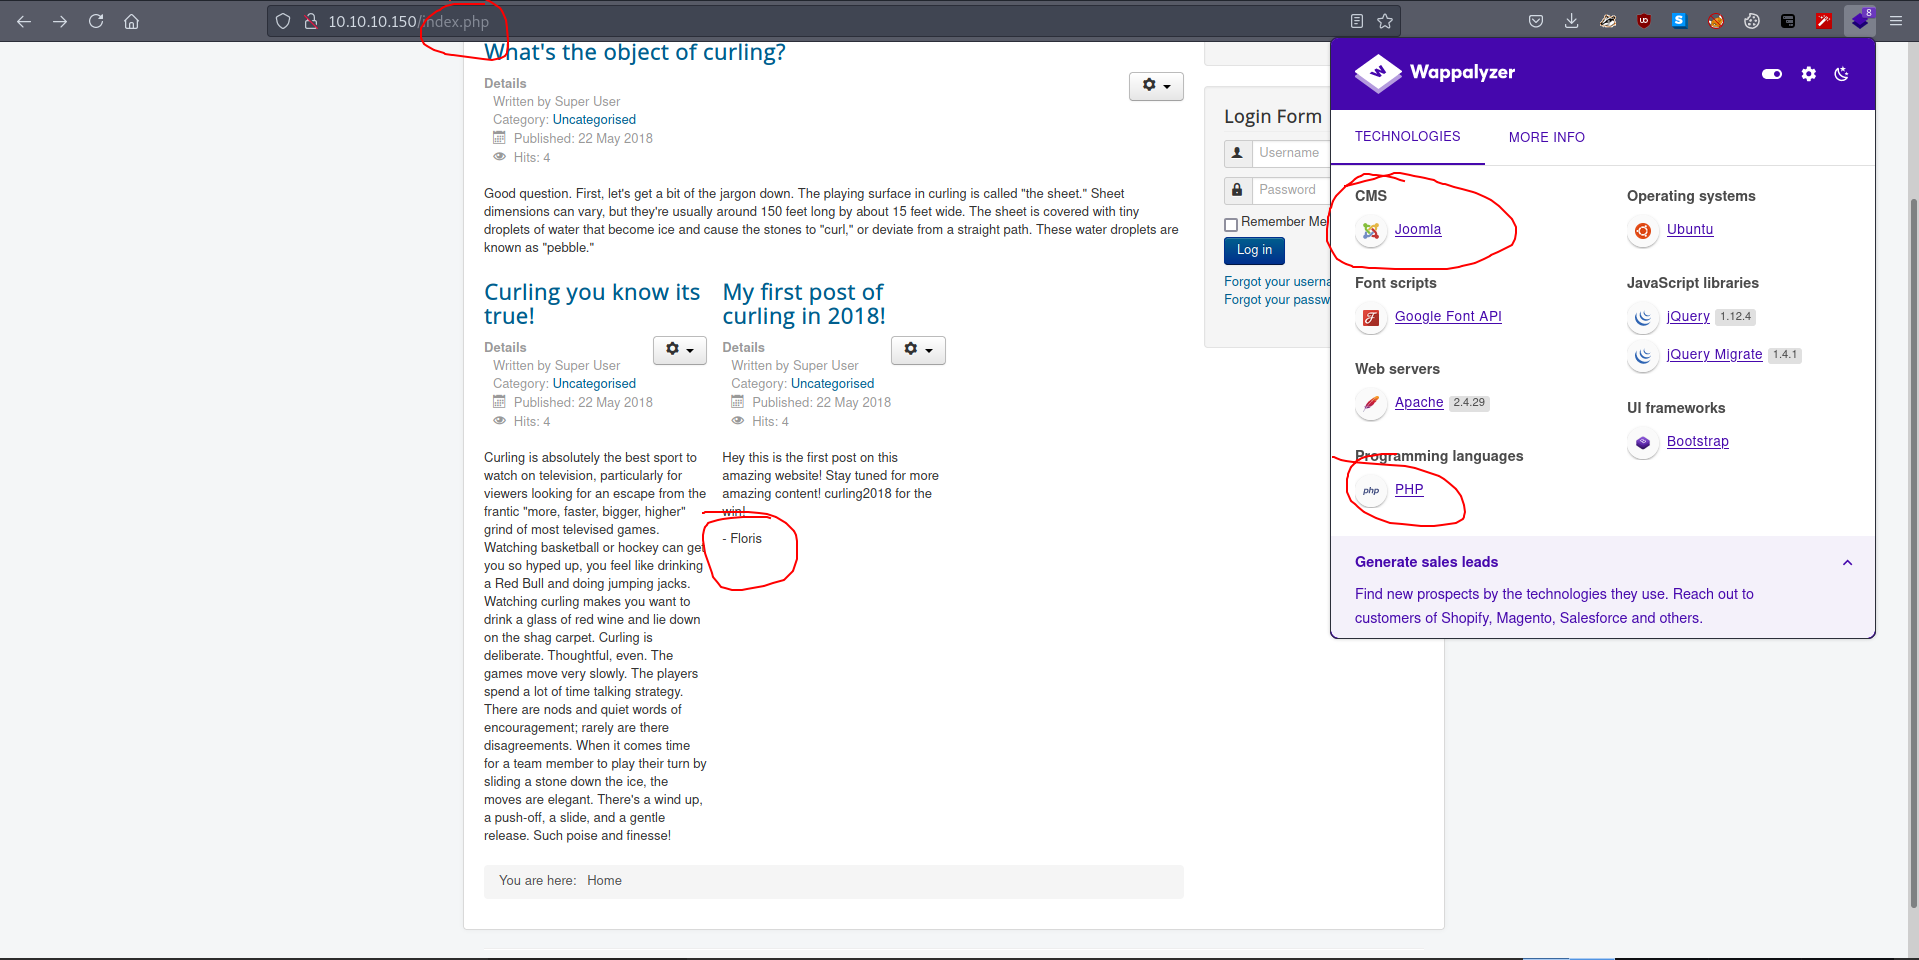 10.10.10.150/index.php
8
What's the object of curling?
Details
Written by Super User
Category: Uncategorised
Published: 22 May 2018
Hits: 4
Good question. First, let's get a bit of the jargon down. The playing surface in curling is called "the sheet." Sheet
dimensions can vary, but they're usually around 150 feet long by about 15 feet wide. The sheet is covered with tiny
droplets of water that become ice and cause the stones to "curl," or deviate from a straight path. These water droplets are
known as "pebble."
Curling you know its
true!
Details
Written by Super User
Category: Uncategorised
Published: 22 May 2018
Hits: 4
Curling is absolutely the best sport to
watch on television, particularly for
viewers looking for an escape from the
frantic "more, faster, bigger, higher"
grind of most televised games.
Watching basketball or hockey can get
you so hyped up, you feel like drinking
a Red Bull and doing jumping jacks.
Watching curling makes you want to
drink a glass of red wine and lie down
on the shag carpet. Curling is
deliberate. Thoughtful, even. The
games move very slowly. The players
spend a lot of time talking strategy.
There are nods and quiet words of
encouragement; rarely are there
disagreements. When it comes time
for a team member to play their turn by
sliding a stone down the ice, the
moves are elegant. There's a wind up,
a push-off, a slide, and a gentle
release. Such poise and finesse!
My first post of
curling in 2018!
Details
Written by Super User
Category: Uncategorised
Published: 22 May 2018
Hits: 4
Hey this is the first post on this
amazing website! Stay tuned for more
amazing content! curling2018 for the
win!
- Floris
You are here: Home
Login Form
Username
Password
Remember Me
Log in
Forgot your userna
Forgot your passw
Wappalyzer
TECHNOLOGIES
MORE INFO
CMS
Joomla
Font scripts
Google Font API
Web servers
Apache 2.4.29
Programming languages
php PHP
Operating systems
Ubuntu
JavaScript libraries
jQuery 1.12.4
jQuery Migrate 1.4.1
UI frameworks
Bootstrap
Generate sales leads
Find new prospects by the technologies they use. Reach out to
customers of Shopify, Magento, Salesforce and others.